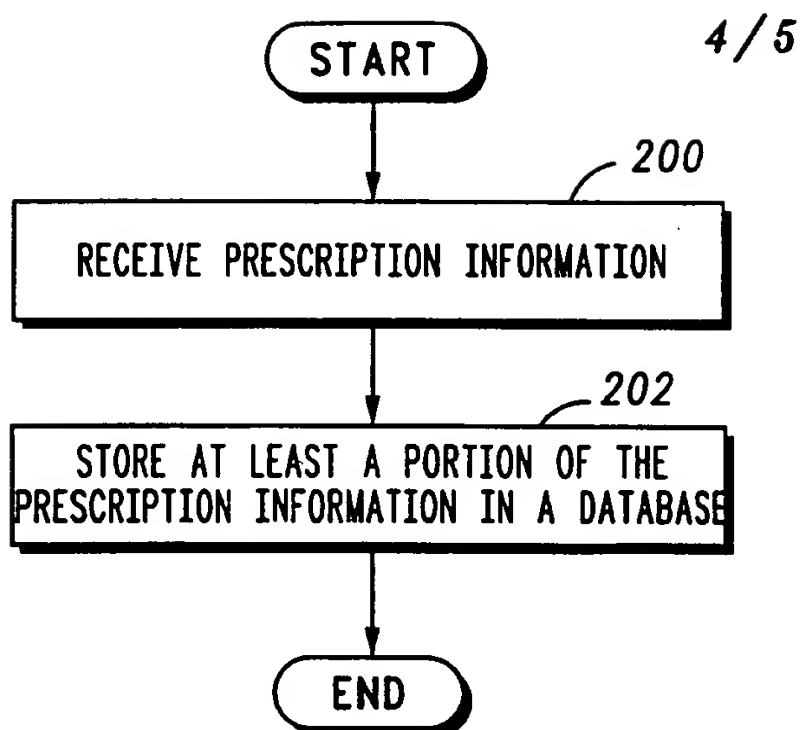 4/5
START
200
RECEIVE PRESCRIPTION INFORMATION
202
STORE AT LEAST A PORTION OF THE
PRESCRIPTION INFORMATION IN A DATABASE
END